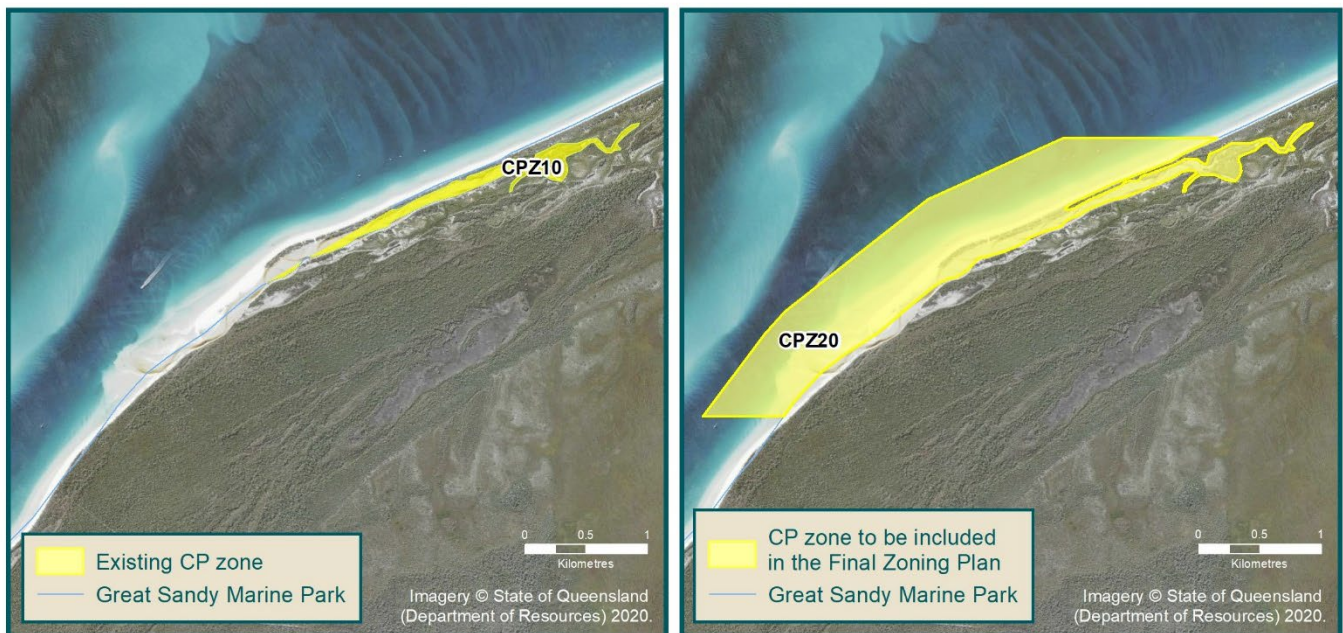 CPZ10
Existing CP zone
Great Sandy Marine Park
0 0.5 1
Kilometres
Imagery © State of Queensland
(Department of Resources) 2020.
CPZ20
CP zone to be included
in the Final Zoning Plan
Great Sandy Marine Park
0 0.5 1
Kilometres
Imagery © State of Queensland
(Department of Resources) 2020.